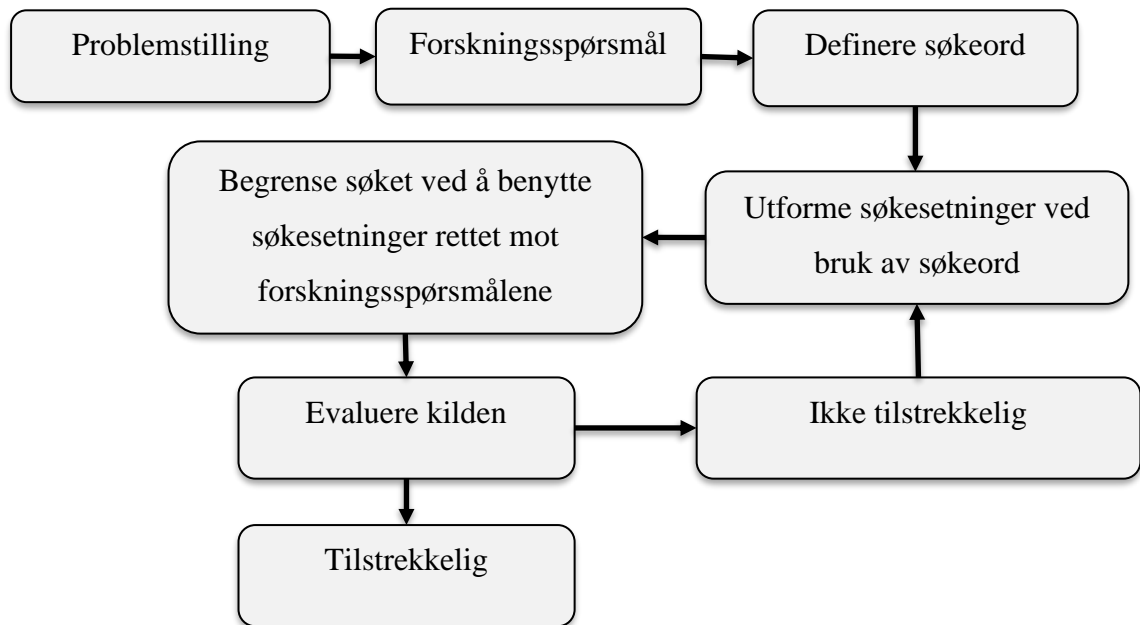 Problemstilling
Forskningsspørsmål
Definere søkeord
Utforme søkesetninger ved
bruk av søkeord
Begrense søket ved å benytte
søkesetninger rettet mot
forskningsspørsmålene
Evaluere kilden
Ikke tilstrekkelig
Tilstrekkelig